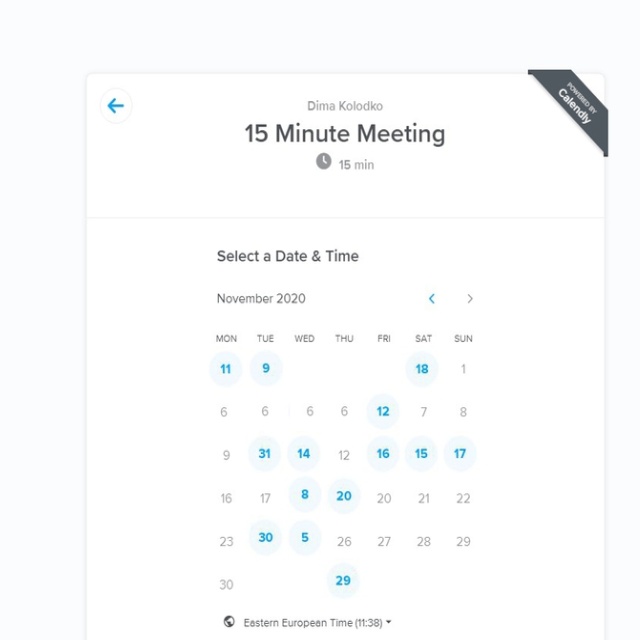 POWERED BY
Calendly
Dima Kolodko
15 Minute Meeting
15 min
Select a Date & Time
November 2020
MON TUE WED THU FRI SAT SUN
11 9 18 1
6 6 6 6 12 7 8
9 31 14 12 16 15 17
16 17 8 20 20 21 22
23 30 5 26 27 28 29
30 29
Eastern European Time (11:38)